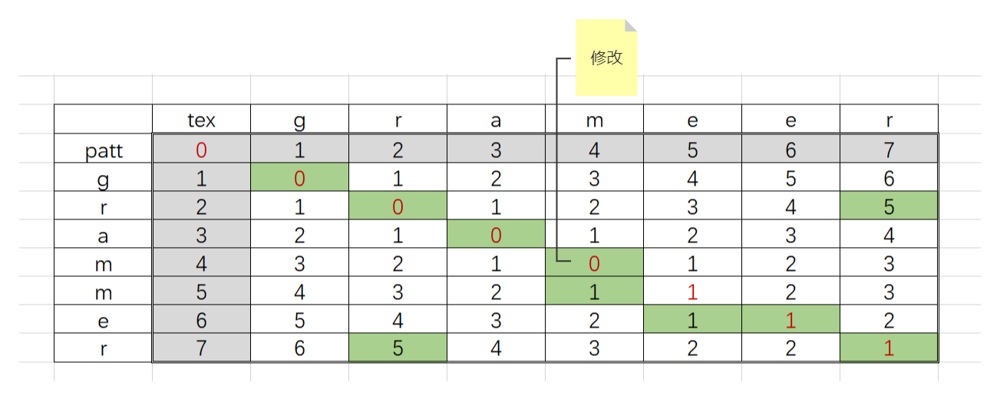 修改
tex g r a m e e r
patt 0 1 2 3 4 5 6 7
g 1 0 1 2 3 4 5 6
r 2 1 0 1 2 3 4 5
a 3 2 1 0 1 2 3 4
m 4 3 2 1 0 1 2 3
m 5 4 3 2 1 1 2 3
e 6 5 4 3 2 1 1 2
r 7 6 5 4 3 2 2 1